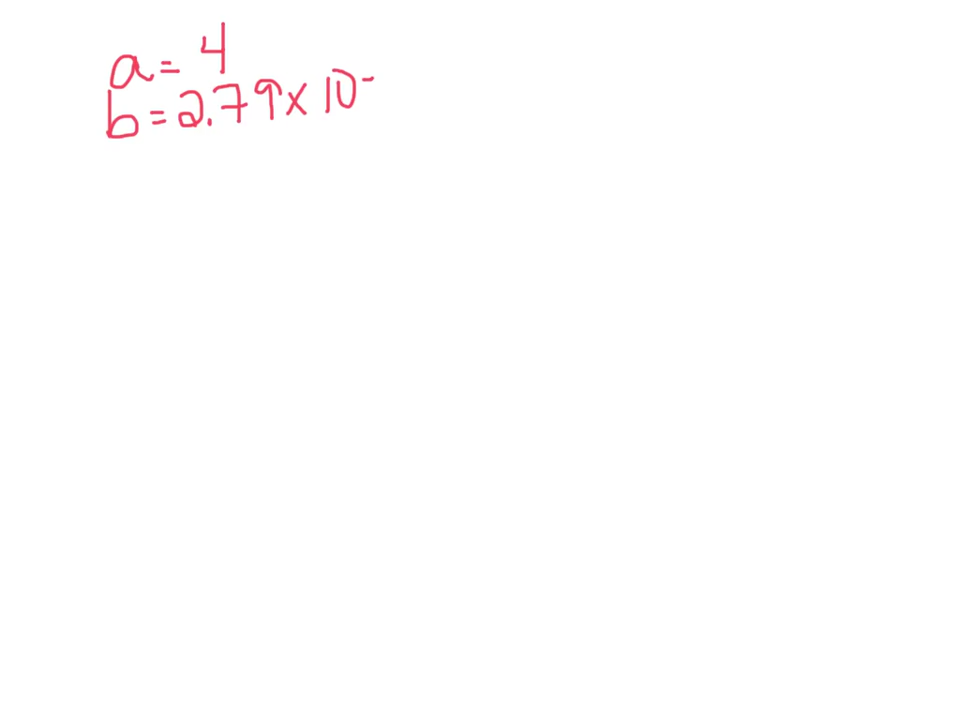 a = 4
b = 2.79 x 10⁻